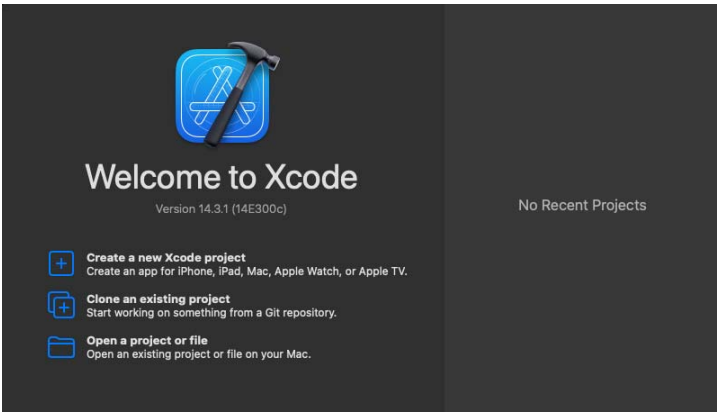 Welcome to Xcode
Version 14.3.1 (14E300c)
Create a new Xcode project
Create an app for iPhone, iPad, Mac, Apple Watch, or Apple TV.
Clone an existing project
Start working on something from a Git repository.
Open a project or file
Open an existing project or file on your Mac.
No Recent Projects